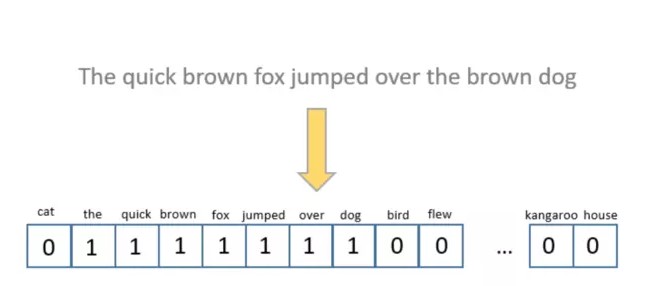 The quick brown fox jumped over the brown dog
cat the quick brown fox jumped over dog bird flew kangaroo house
0 1 1 1 1 1 1 1 0 0 ... 0 0